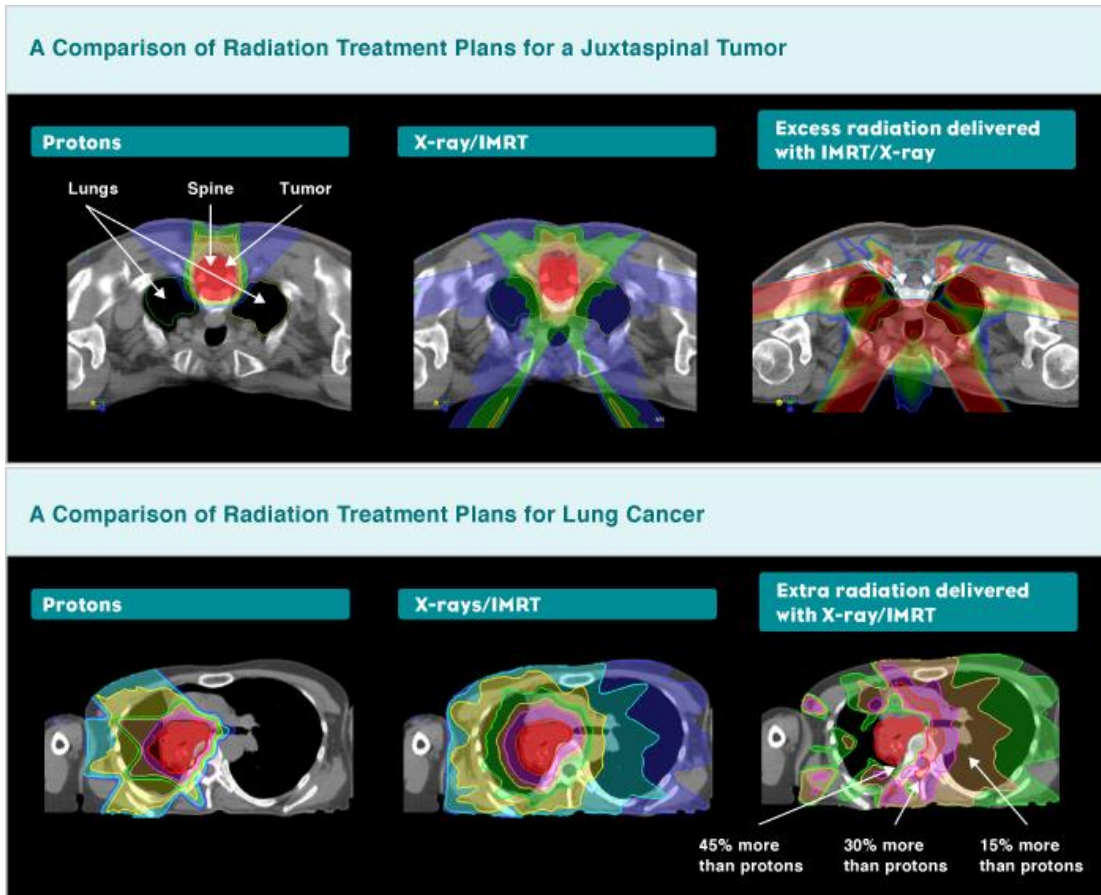 A Comparison of Radiation Treatment Plans for a Juxtaspinal Tumor
Protons
X-ray/IMRT
Excess radiation delivered
with IMRT/X-ray
Lungs
Spine
Tumor
A Comparison of Radiation Treatment Plans for Lung Cancer
Protons
X-rays/IMRT
Extra radiation delivered
with X-ray/IMRT
45% more
than protons
30% more
than protons
15% more
than protons